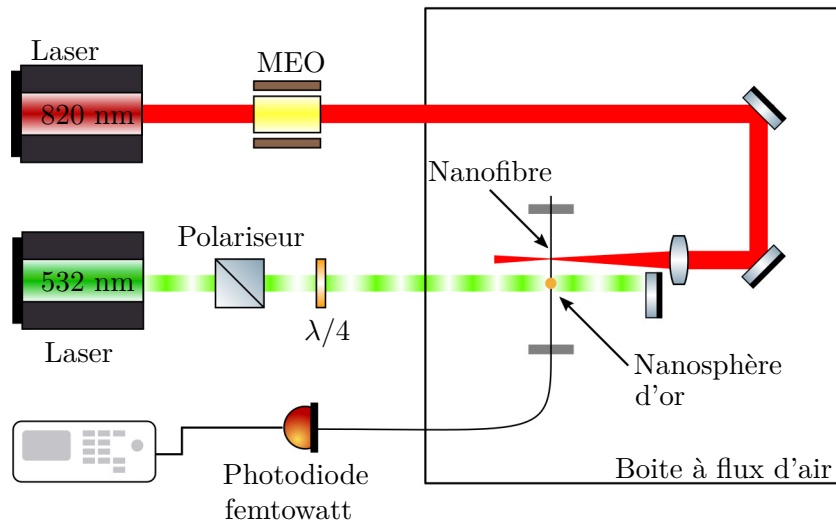 Laser
820 nm
MEO
Nanofibre
Polariseur
532 nm
λ/4
Laser
Nanosphère
d'or
Photodiode
femtowatt
Boite à flux d'air